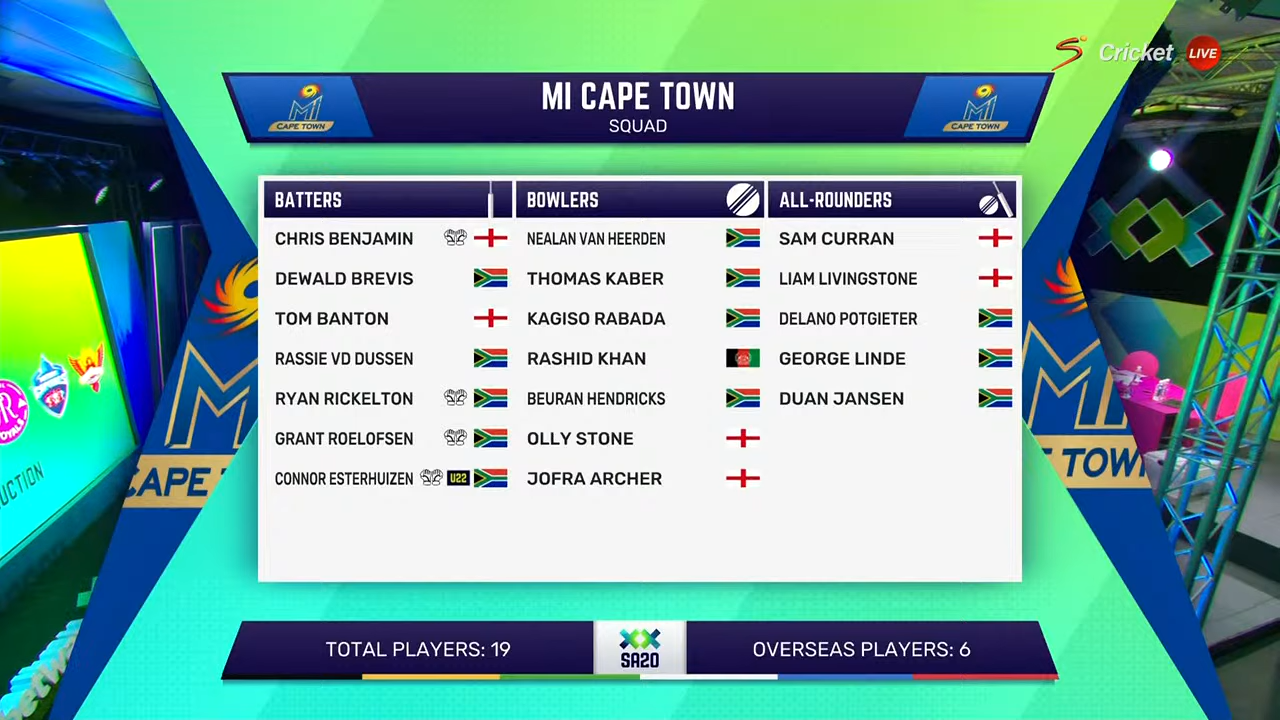 Cricket LIVE
MI CAPE TOWN
SQUAD
MI
CAPE TOWN
MI
CAPE TOWN
BATTERS
CHRIS BENJAMIN
DEWALD BREVIS
TOM BANTON
RASSIE VD DUSSEN
RYAN RICKELTON
GRANT ROELOFSEN
CONNOR ESTERHUIZEN U22
BOWLERS
NEALAN VAN HEERDEN
THOMAS KABER
KAGISO RABADA
RASHID KHAN
BEURAN HENDRICKS
OLLY STONE
JOFRA ARCHER
ALL-ROUNDERS
SAM CURRAN
LIAM LIVINGSTONE
DELANO POTGIETER
GEORGE LINDE
DUAN JANSEN
TOTAL PLAYERS: 19
SA20
OVERSEAS PLAYERS: 6